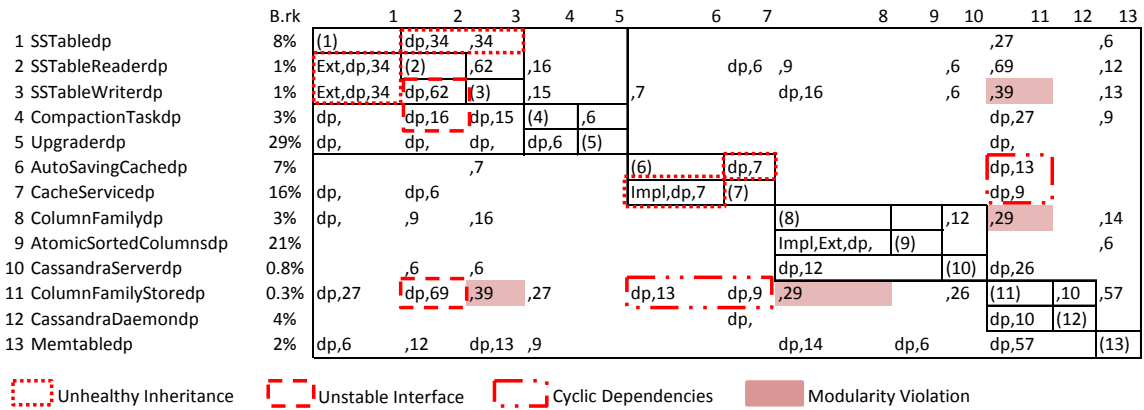 B.rk 1 2 3 4 5 6 7 8 9 10 11 12 13
1 SSTabledp 8% (1) dp,34 ,34 ,27 ,6
2 SSTableReaderdp 1% Ext,dp,34 (2) ,62 ,16 dp,6 ,9 ,6 ,69 ,12
3 SSTableWriterdp 1% Ext,dp,34 dp,62 (3) ,15 ,7 dp,16 ,6 ,39 ,13
4 CompactionTaskdp 3% dp, dp,16 dp,15 (4) ,6 dp,27 ,9
5 Upgraderdp 29% dp, dp, dp, dp,6 (5) dp,
6 AutoSavingCachedp 7% ,7 (6) dp,7 dp,13
7 CacheServicedp 16% dp, dp,6 Impl,dp,7 (7) dp,9
8 ColumnFamilydp 3% dp, ,9 ,16 (8) ,12 ,29 ,14
9 AtomicSortedColumnsdp 21% Impl,Ext,dp, (9) ,6
10 CassandraServerdp 0.8% ,6 ,6 dp,12 (10) dp,26
11 ColumnFamilyStoredp 0.3% dp,27 dp,69 ,39 ,27 dp,13 dp,9 ,29 ,26 (11) ,10 ,57
12 CassandraDaemondp 4% dp, dp,10 (12)
13 Memtabledp 2% dp,6 ,12 dp,13 ,9 dp,14 dp,6 dp,57 (13)
Unhealthy Inheritance Unstable Interface Cyclic Dependencies Modularity Violation